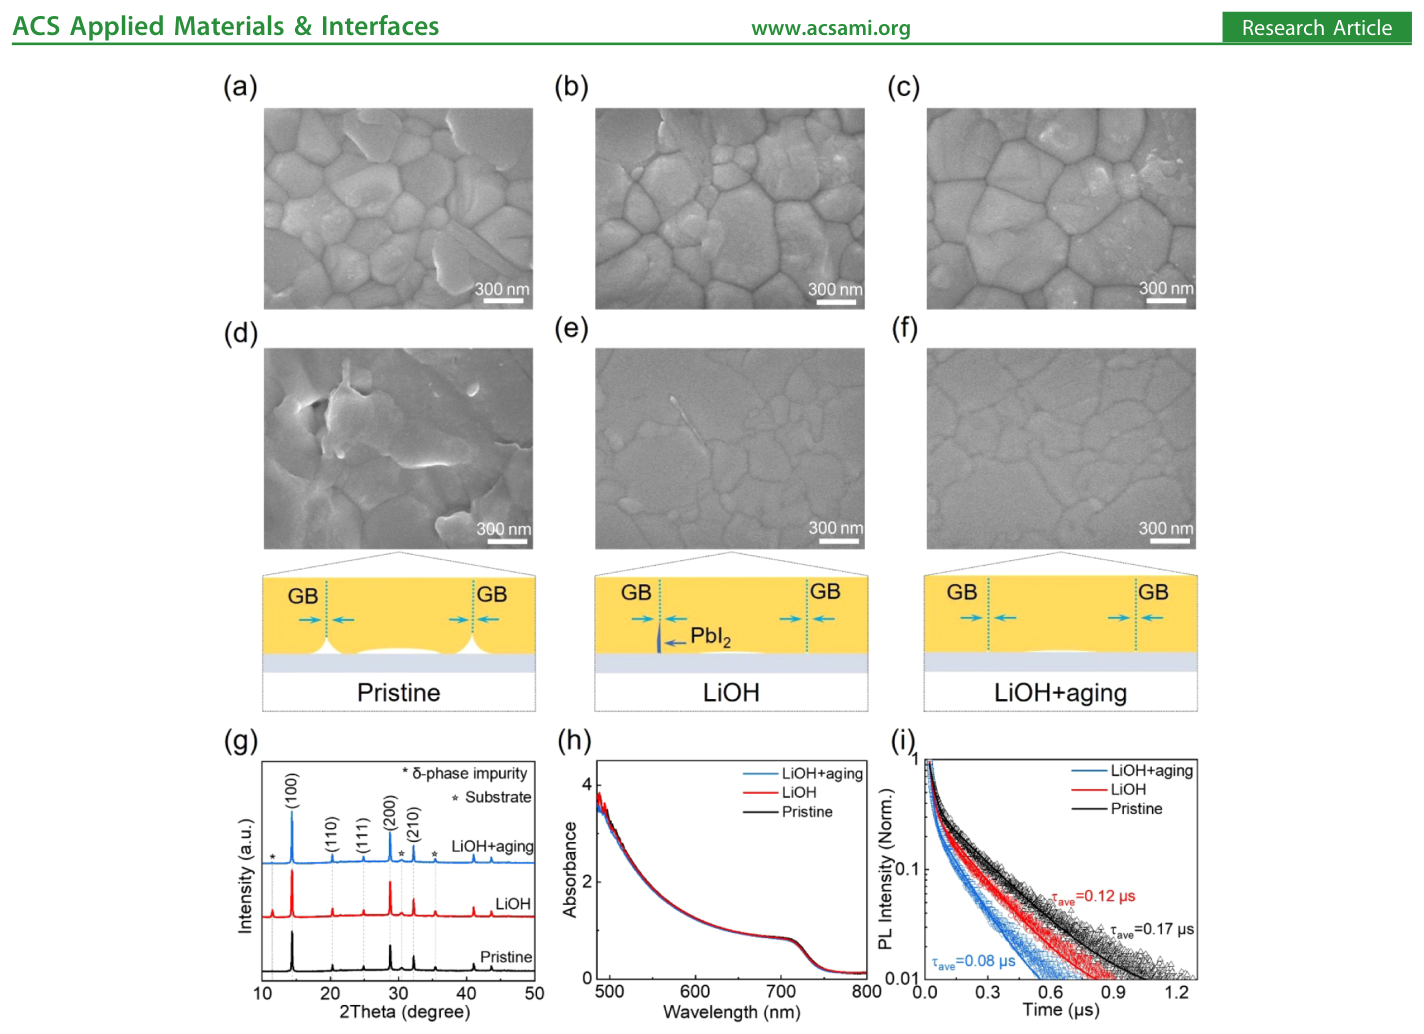 ACS Applied Materials & Interfaces www.acsami.org Research Article
(a) (b) (c)
300 nm 300 nm 300 nm
(d) (e) (f)
300 nm 300 nm 300 nm
GB GB GB GB GB GB
PbI₂
Pristine LiOH LiOH+aging
(g)
Intensity (a.u.)
* δ-phase impurity
☆ Substrate
(100) (110) (111) (200) (210)
* ☆ ☆
LiOH+aging
LiOH
Pristine
10 20 30 40 50
2Theta (degree)
(h)
Absorbance
4
2
0
LiOH+aging
LiOH
Pristine
500 600 700 800
Wavelength (nm)
(i)
PL Intensity (Norm.)
1
0.1
0.01
LiOH+aging
LiOH
Pristine
τave=0.12 µs
τave=0.17 µs
τave=0.08 µs
0.0 0.3 0.6 0.9 1.2
Time (µs)